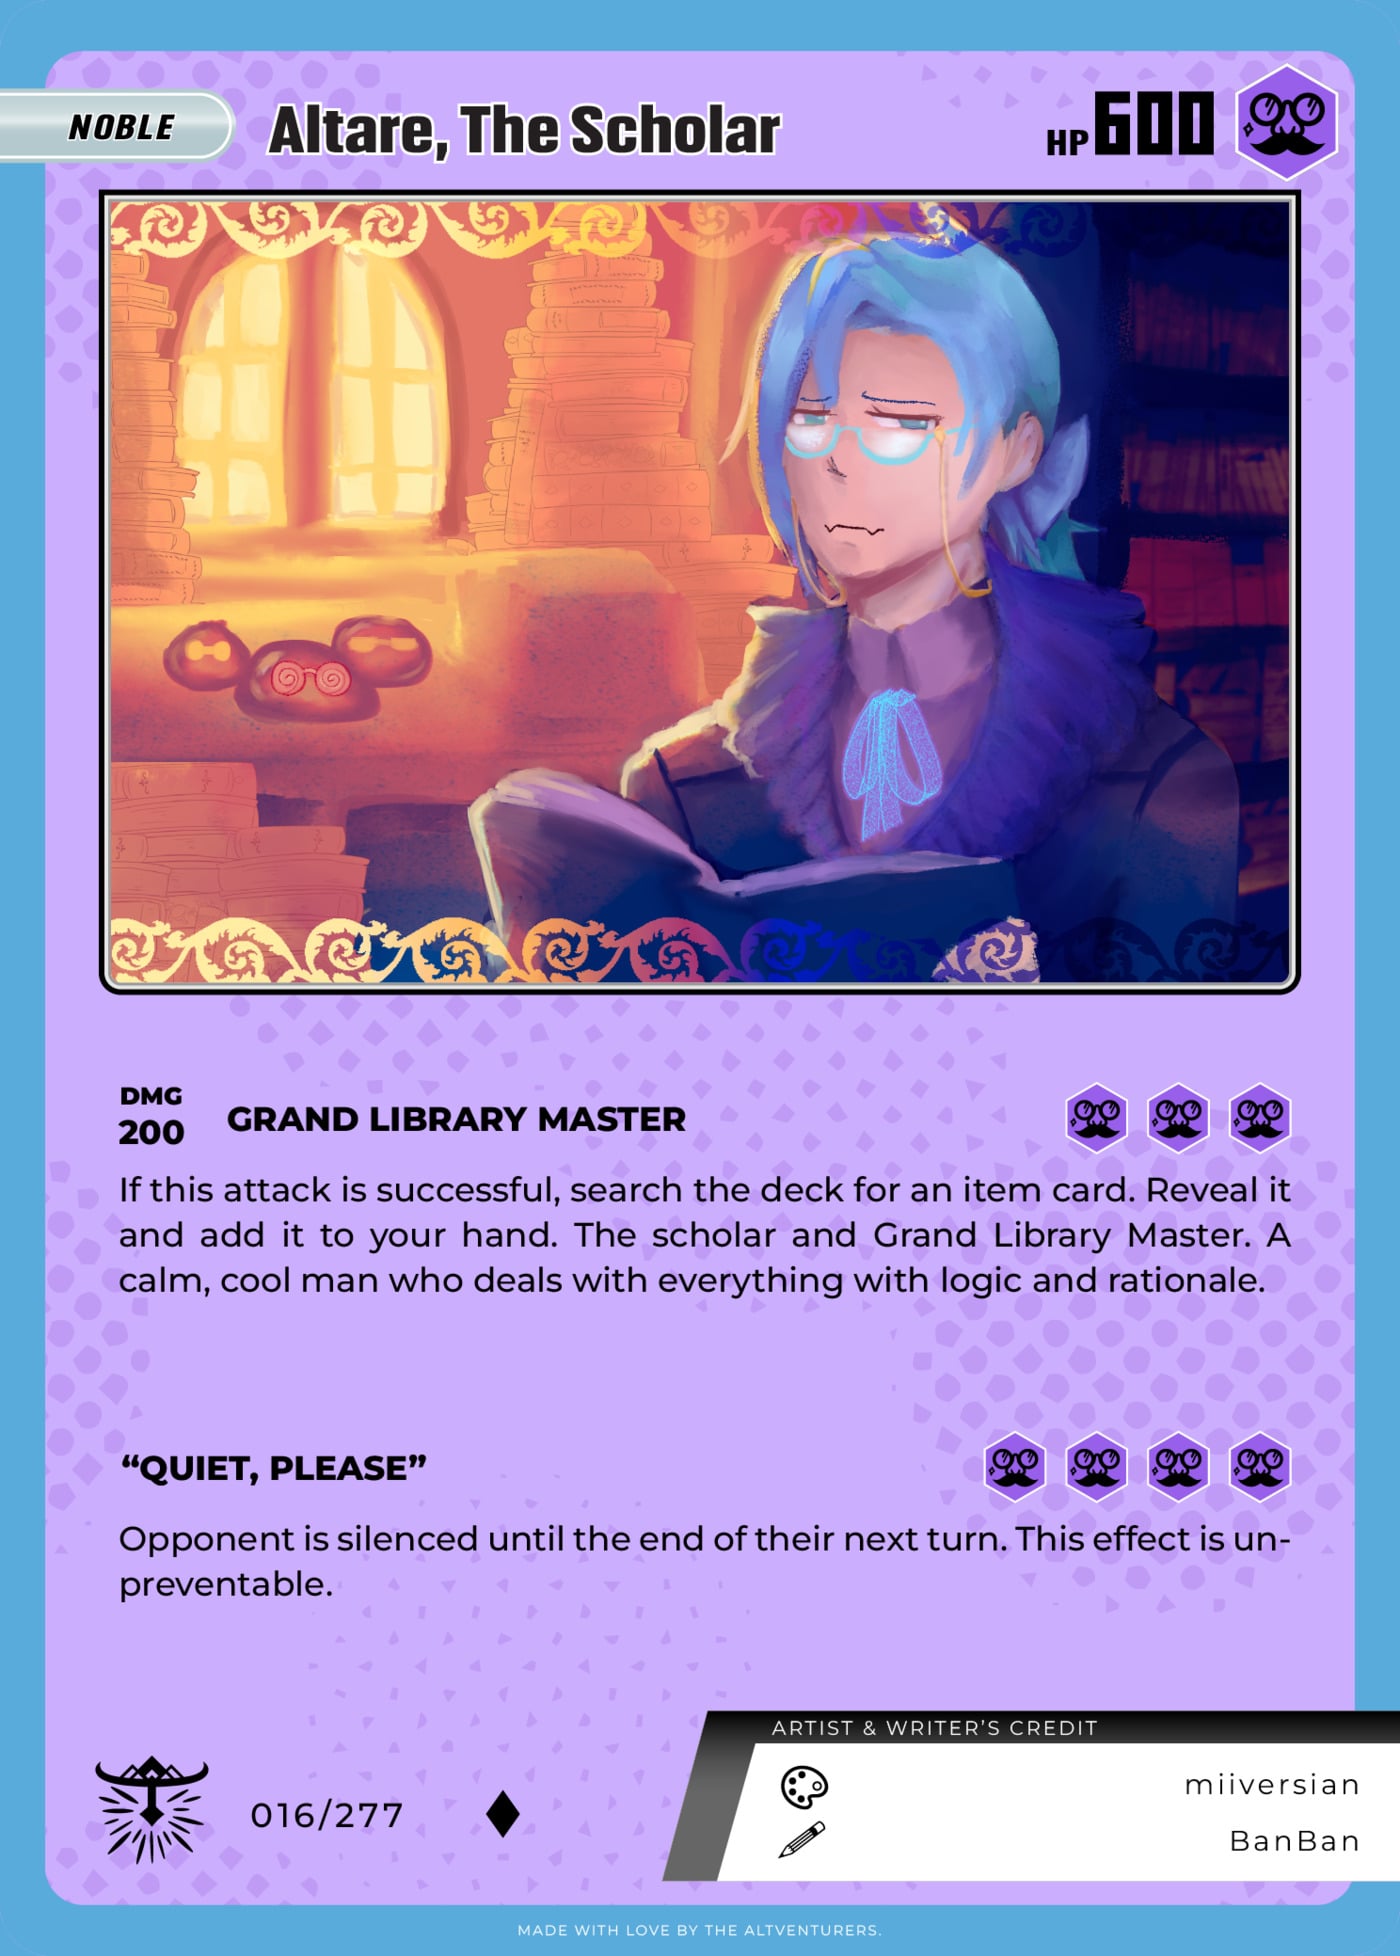 NOBLE
Altare, The Scholar
HP 600
DMG
200
GRAND LIBRARY MASTER
If this attack is successful, search the deck for an item card. Reveal it
and add it to your hand. The scholar and Grand Library Master. A
calm, cool man who deals with everything with logic and rationale.
“QUIET, PLEASE”
Opponent is silenced until the end of their next turn. This effect is un-
preventable.
ARTIST & WRITER’S CREDIT
miiversian
BanBan
016/277
MADE WITH LOVE BY THE ALTVENTURERS.